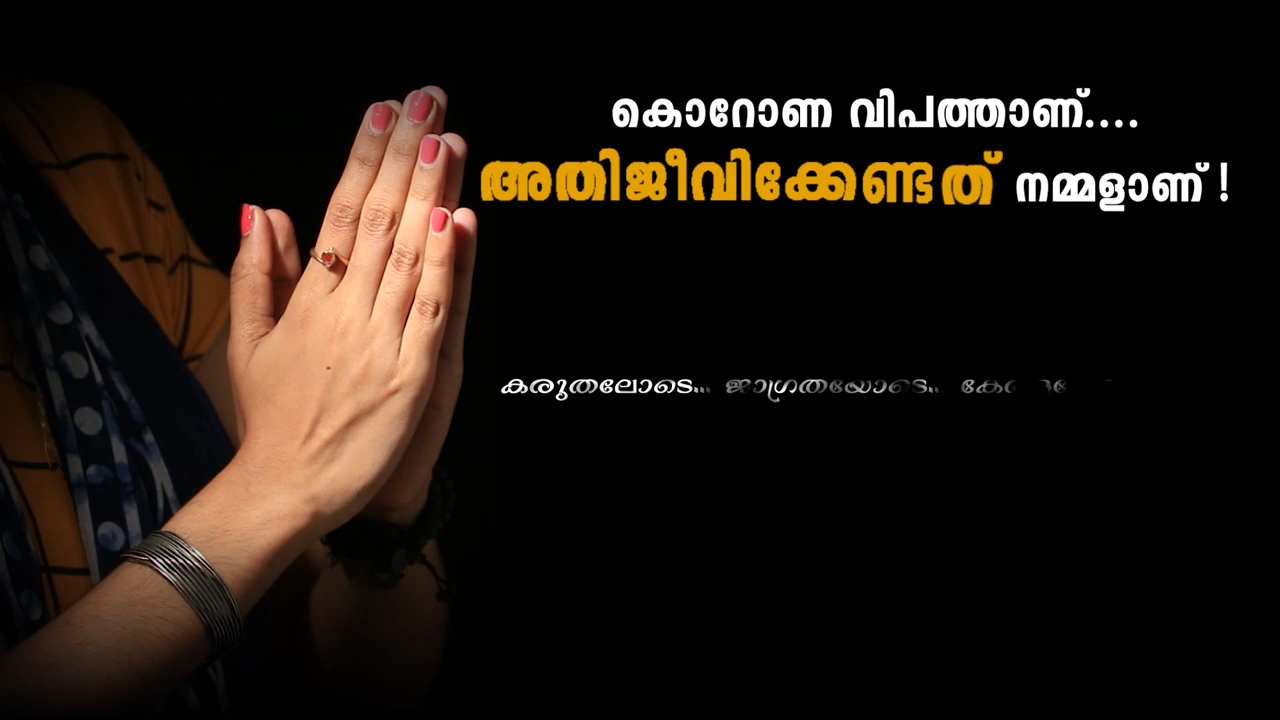 കൊറോണ വിപത്താണ്....
അതിജീവിക്കേണ്ടത് നമ്മളാണ് !
കരുതലോടെ... ജാഗ്രതയോടെ...